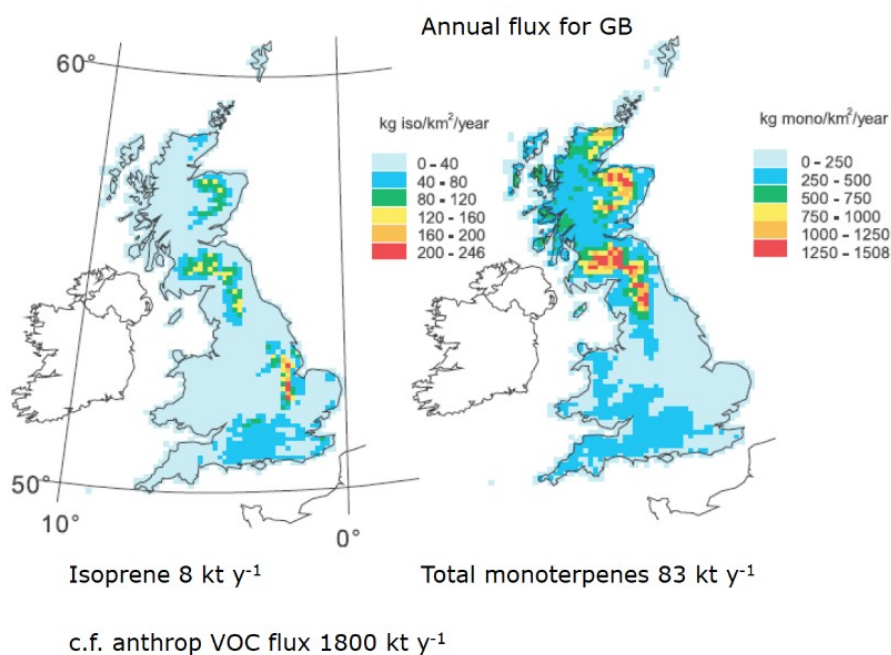 Annual flux for GB
60°
kg iso/km²/year
0 – 40
40 – 80
80 – 120
120 – 160
160 – 200
200 – 246
kg mono/km²/year
0 – 250
250 – 500
500 – 750
750 – 1000
1000 – 1250
1250 – 1508
50°
10°
0°
Isoprene 8 kt y⁻¹
Total monoterpenes 83 kt y⁻¹
c.f. anthrop VOC flux 1800 kt y⁻¹